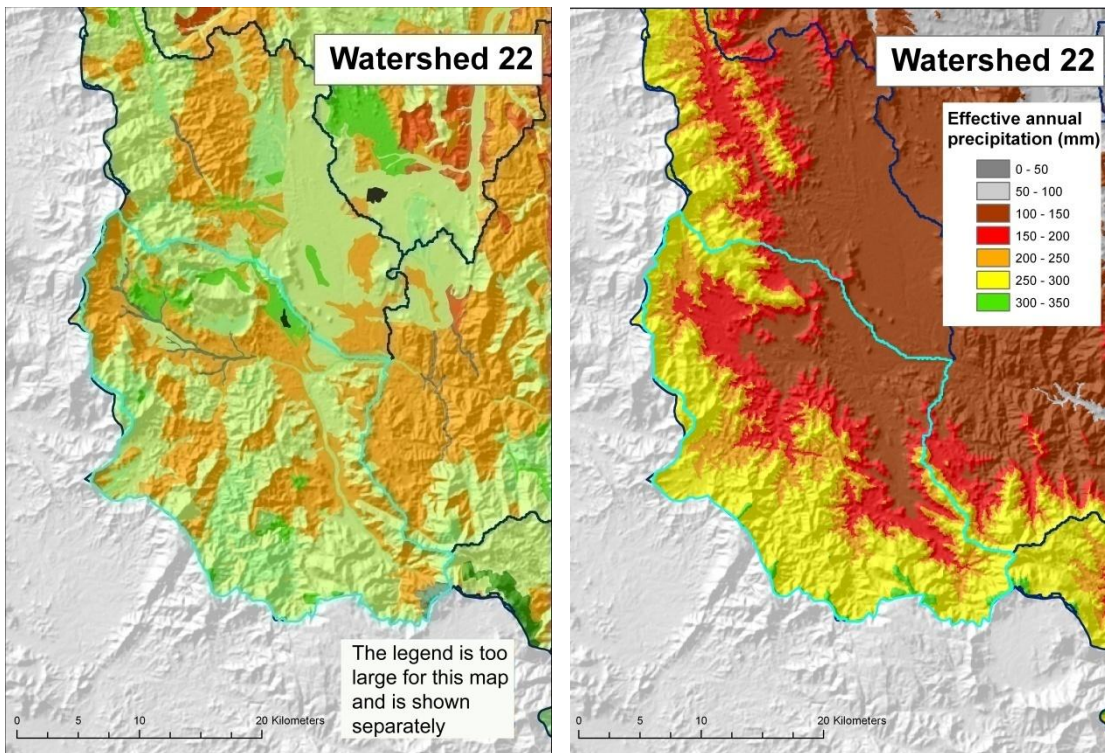 Watershed 22
The legend is too
large for this map
and is shown
separately
0 5 10 20 Kilometers
Watershed 22
Effective annual
precipitation (mm)
0 - 50
50 - 100
100 - 150
150 - 200
200 - 250
250 - 300
300 - 350
0 5 10 20 Kilometers